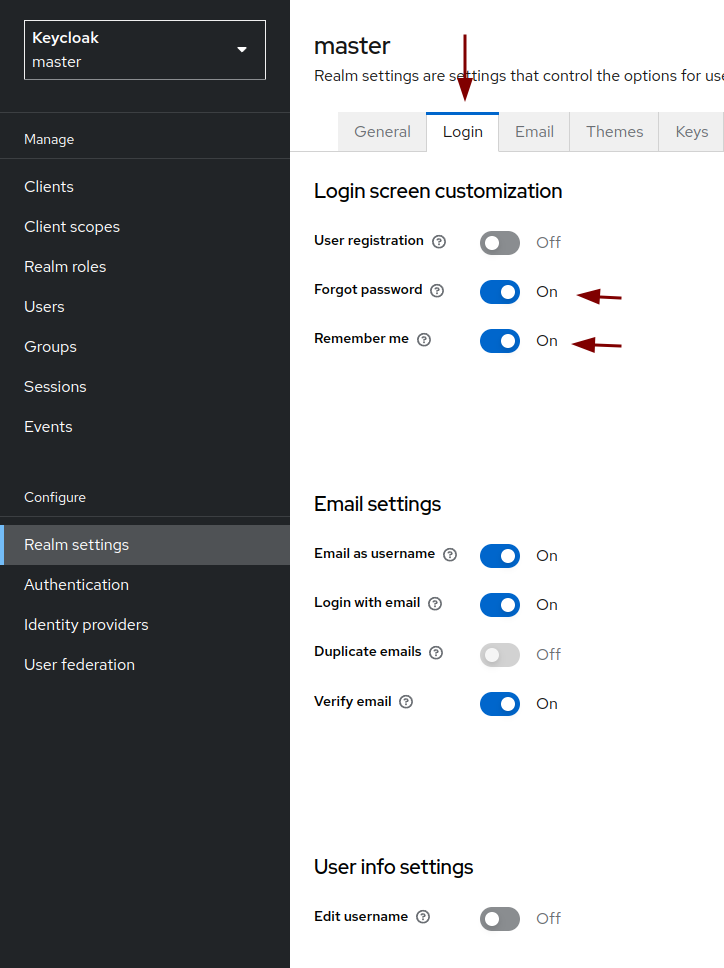 Keycloak
master
Manage
Clients
Client scopes
Realm roles
Users
Groups
Sessions
Events
Configure
Realm settings
Authentication
Identity providers
User federation
master
Realm settings are settings that control the options for use
General
Login
Email
Themes
Keys
Login screen customization
User registration
Off
Forgot password
On
Remember me
On
Email settings
Email as username
On
Login with email
On
Duplicate emails
Off
Verify email
On
User info settings
Edit username
Off